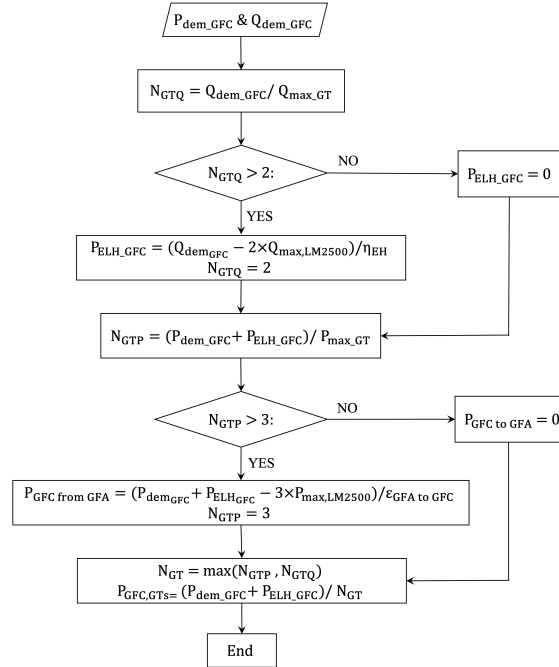 P_dem_GFC & Q_dem_GFC
N_GTQ = Q_dem_GFC/ Q_max_GT
N_GTQ > 2:
NO
P_ELH_GFC = 0
YES
P_ELH_GFC = (Q_dem_GFC − 2×Q_max,LM2500)/η_EH
N_GTQ = 2
N_GTP = (P_dem_GFC+ P_ELH_GFC)/ P_max_GT
N_GTP > 3:
NO
P_GFC to GFA = 0
YES
P_GFC from GFA = (P_dem_GFC+ P_ELH_GFC − 3×P_max,LM2500)/ε_GFA to GFC
N_GTP = 3
N_GT = max(N_GTP , N_GTQ)
P_GFC,GTs= (P_dem_GFC+ P_ELH_GFC)/ N_GT
End